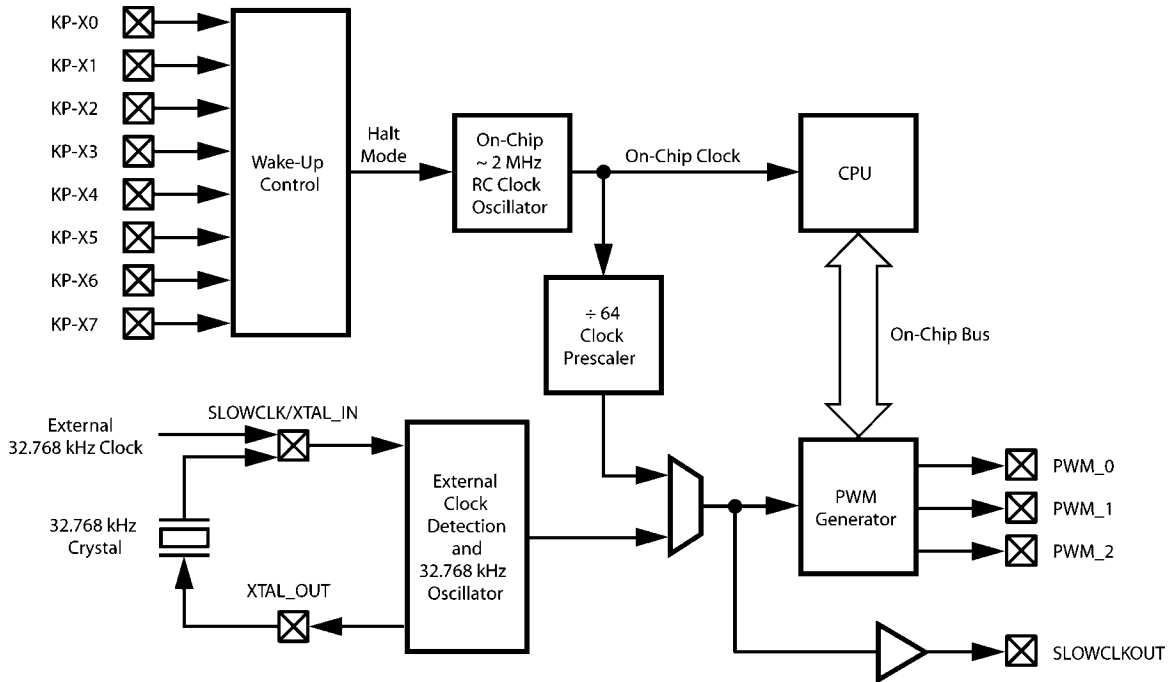 KP-X0
KP-X1
KP-X2
KP-X3
KP-X4
KP-X5
KP-X6
KP-X7
Wake-Up
Control
Halt
Mode
On-Chip
~ 2 MHz
RC Clock
Oscillator
On-Chip Clock
CPU
÷ 64
Clock
Prescaler
On-Chip Bus
External
32.768 kHz Clock
SLOWCLK/XTAL_IN
32.768 kHz
Crystal
XTAL_OUT
External
Clock
Detection
and
32.768 kHz
Oscillator
PWM
Generator
PWM_0
PWM_1
PWM_2
SLOWCLKOUT